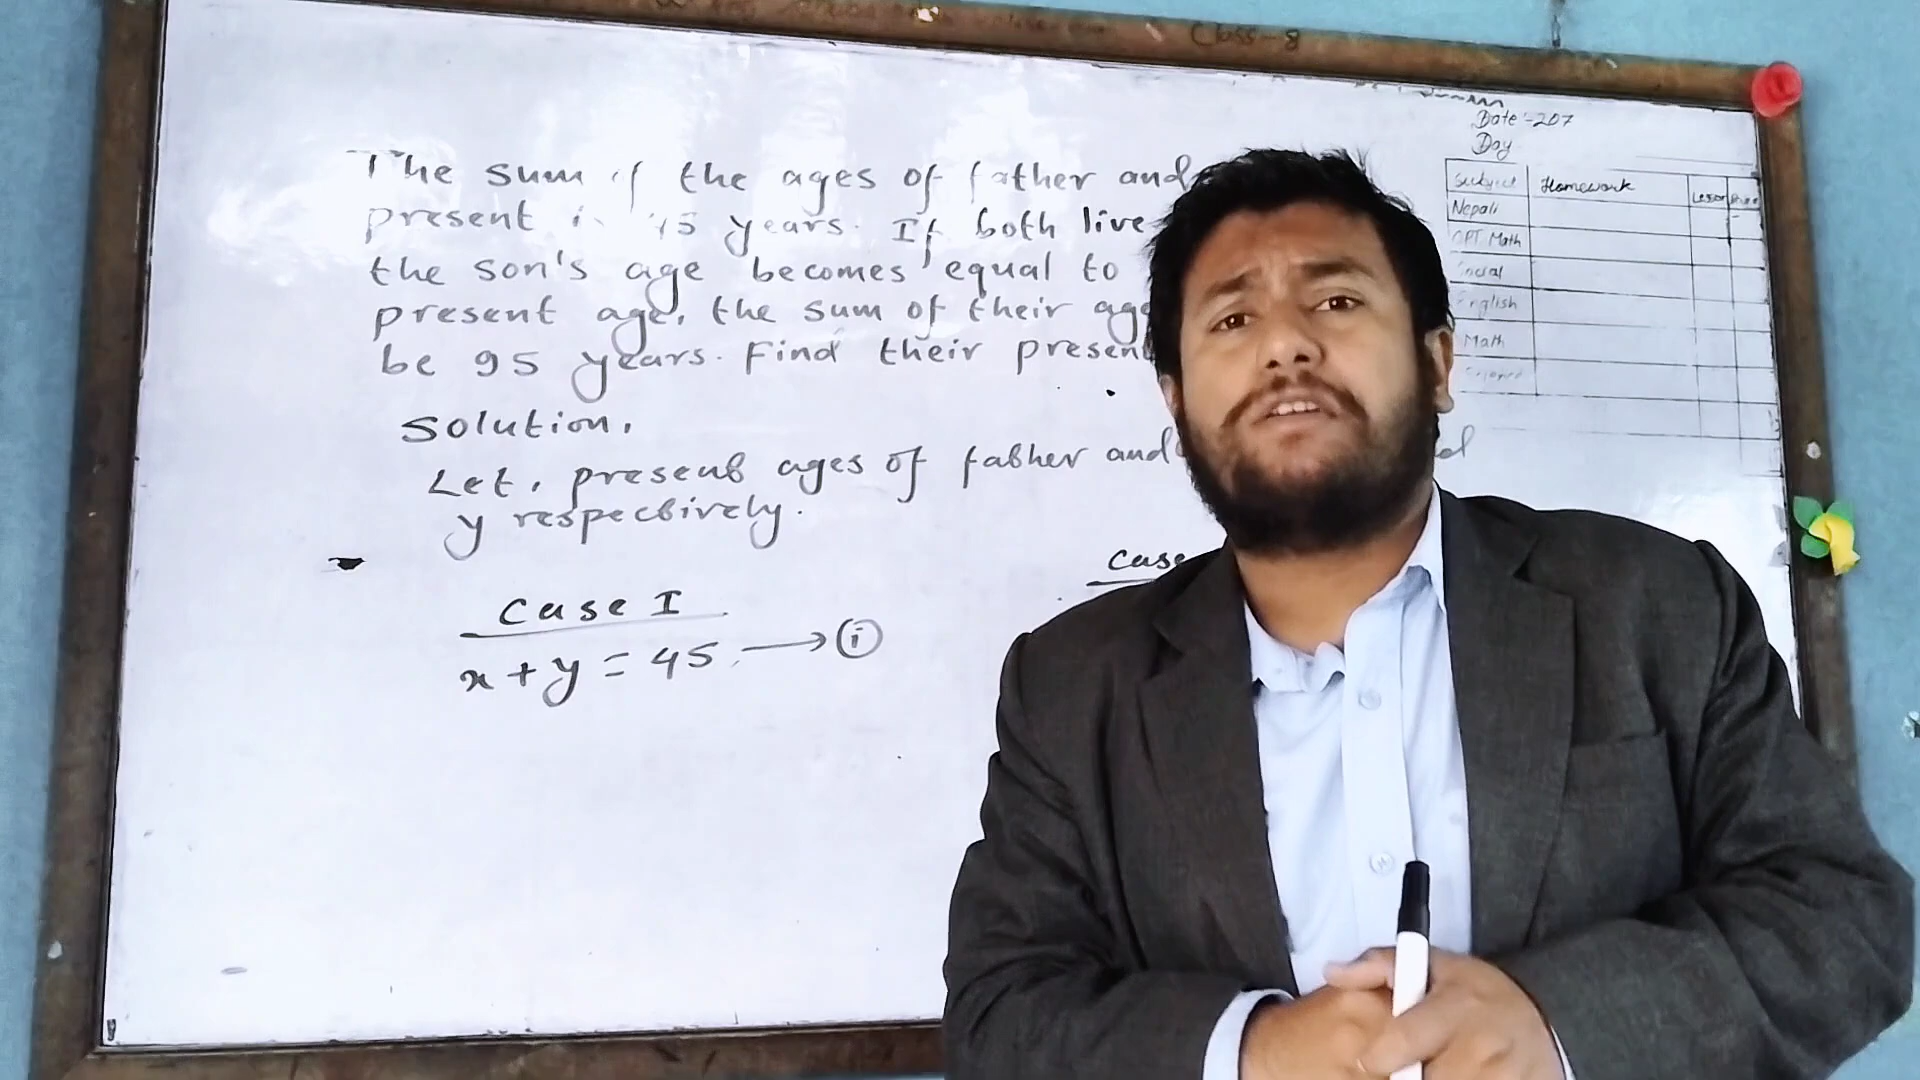 Class-8
Date:-207
Day
Subject Homework Lesson
Nepali
OPT. Math
Social
English
Math
The sum of the ages of father and
present is 45 years. If both live
the son's age becomes equal to
present age, the sum of their age
be 95 years. Find their present
Solution,
Let, present ages of father and
y respectively.
Case I
x + y = 45 → (i)
Case